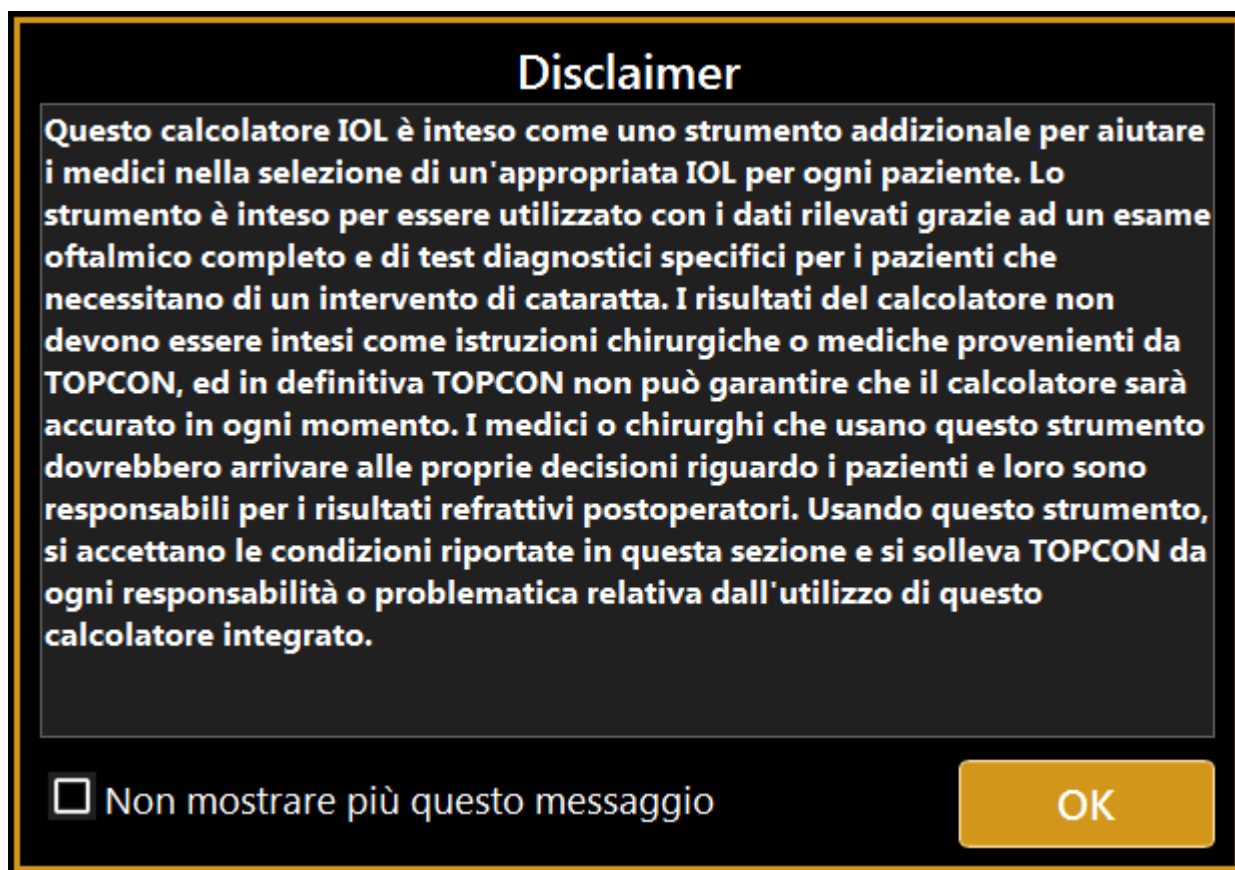 Disclaimer
Questo calcolatore IOL è inteso come uno strumento addizionale per aiutare
i medici nella selezione di un'appropriata IOL per ogni paziente. Lo
strumento è inteso per essere utilizzato con i dati rilevati grazie ad un esame
oftalmico completo e di test diagnostici specifici per i pazienti che
necessitano di un intervento di cataratta. I risultati del calcolatore non
devono essere intesi come istruzioni chirurgiche o mediche provenienti da
TOPCON, ed in definitiva TOPCON non può garantire che il calcolatore sarà
accurato in ogni momento. I medici o chirurghi che usano questo strumento
dovrebbero arrivare alle proprie decisioni riguardo i pazienti e loro sono
responsabili per i risultati refrattivi postoperatori. Usando questo strumento,
si accettano le condizioni riportate in questa sezione e si solleva TOPCON da
ogni responsabilità o problematica relativa dall'utilizzo di questo
calcolatore integrato.
Non mostrare più questo messaggio
OK